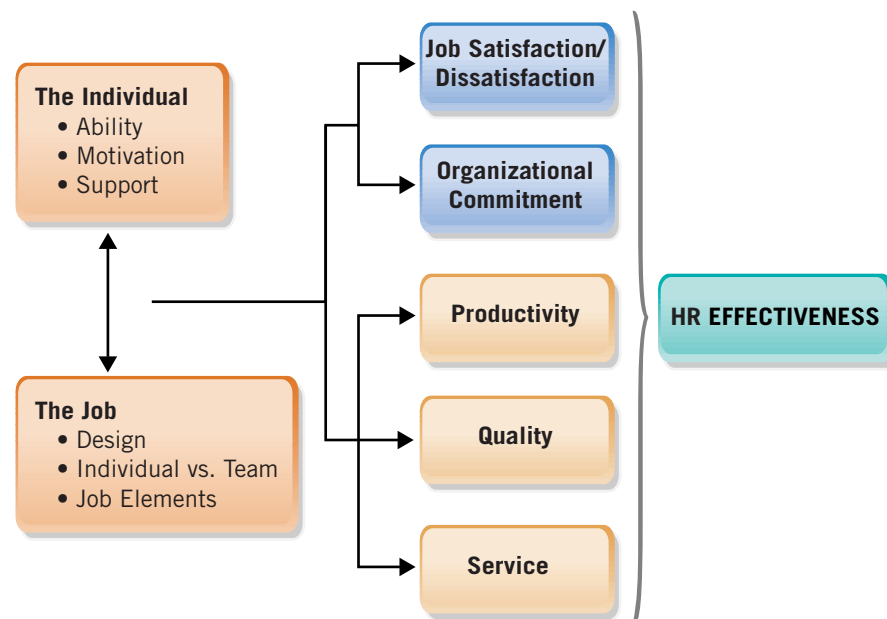 The Individual
• Ability
• Motivation
• Support
The Job
• Design
• Individual vs. Team
• Job Elements
Job Satisfaction/
Dissatisfaction
Organizational
Commitment
Productivity
Quality
Service
HR EFFECTIVENESS